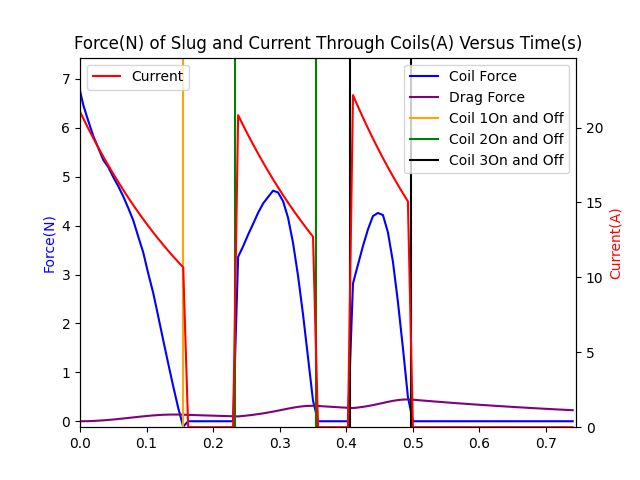 Force(N) of Slug and Current Through Coils(A) Versus Time(s)
Current
Coil Force
Drag Force
Coil 1On and Off
Coil 2On and Off
Coil 3On and Off
Force(N)
7
6
5
4
3
2
1
0
Current(A)
20
15
10
5
0
0.0 0.1 0.2 0.3 0.4 0.5 0.6 0.7